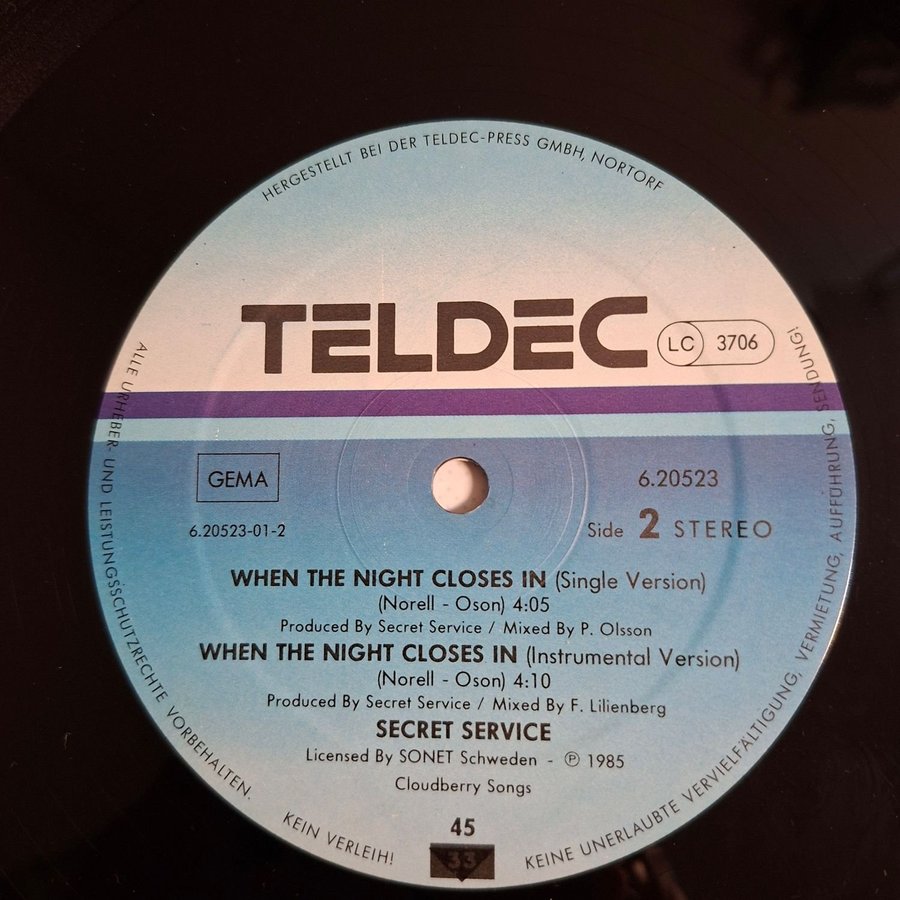 HERGESTELLT BEI DER TELDEC-PRESS GMBH, NORTORF
TELDEC
LC 3706
GEMA
6.20523
6.20523-01-2
Side 2 STEREO
WHEN THE NIGHT CLOSES IN (Single Version)
(Norell - Oson) 4:05
Produced By Secret Service / Mixed By P. Olsson
WHEN THE NIGHT CLOSES IN (Instrumental Version)
(Norell - Oson) 4:10
Produced By Secret Service / Mixed By F. Lilienberg
SECRET SERVICE
Licensed By SONET Schweden - ℗ 1985
Cloudberry Songs
45
33
ALLE URHEBER- UND LEISTUNGSSCHUTZRECHTE VORBEHALTEN.
KEIN VERLEIH!
KEINE UNERLAUBTE VERVIELFÄLTIGUNG, VERMIETUNG, AUFFÜHRUNG, SENDUNG!